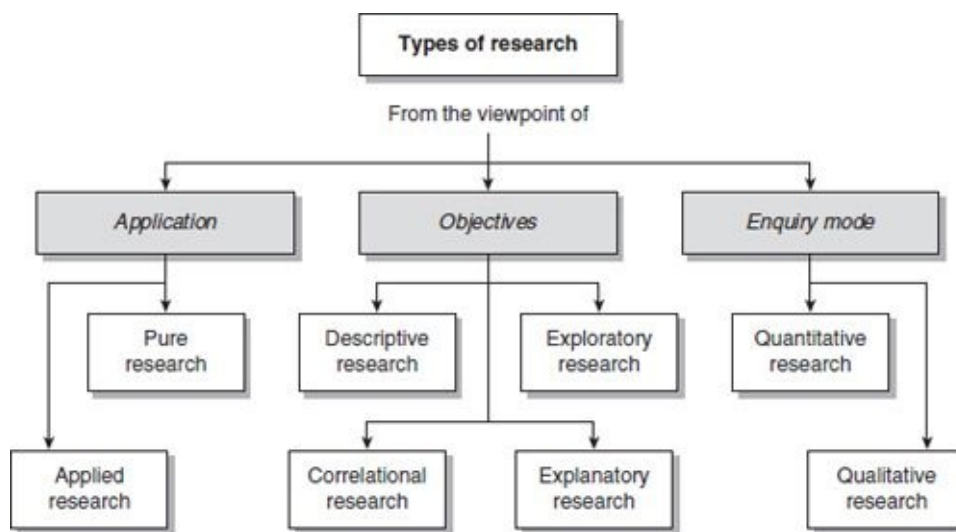 Types of research
From the viewpoint of
Application
Objectives
Enquiry mode
Pure
research
Descriptive
research
Exploratory
research
Quantitative
research
Applied
research
Correlational
research
Explanatory
research
Qualitative
research